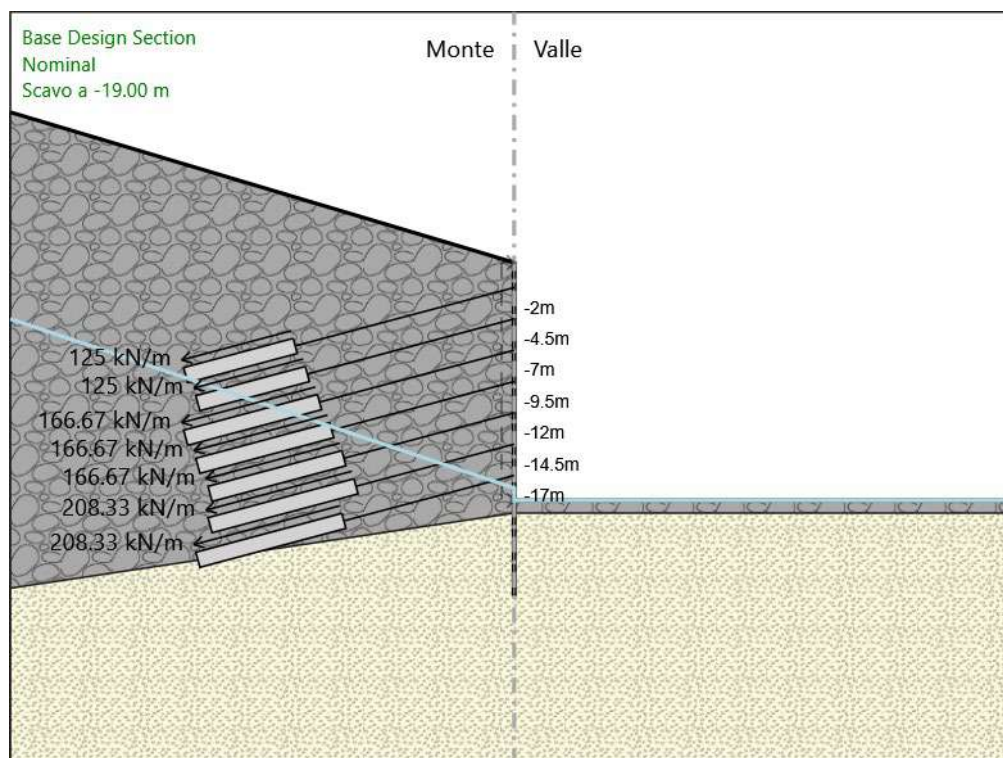 Base Design Section
Nominal
Scavo a -19.00 m
Monte
Valle
-2m
-4.5m
-7m
-9.5m
-12m
-14.5m
-17m
125 kN/m
125 kN/m
166.67 kN/m
166.67 kN/m
166.67 kN/m
208.33 kN/m
208.33 kN/m